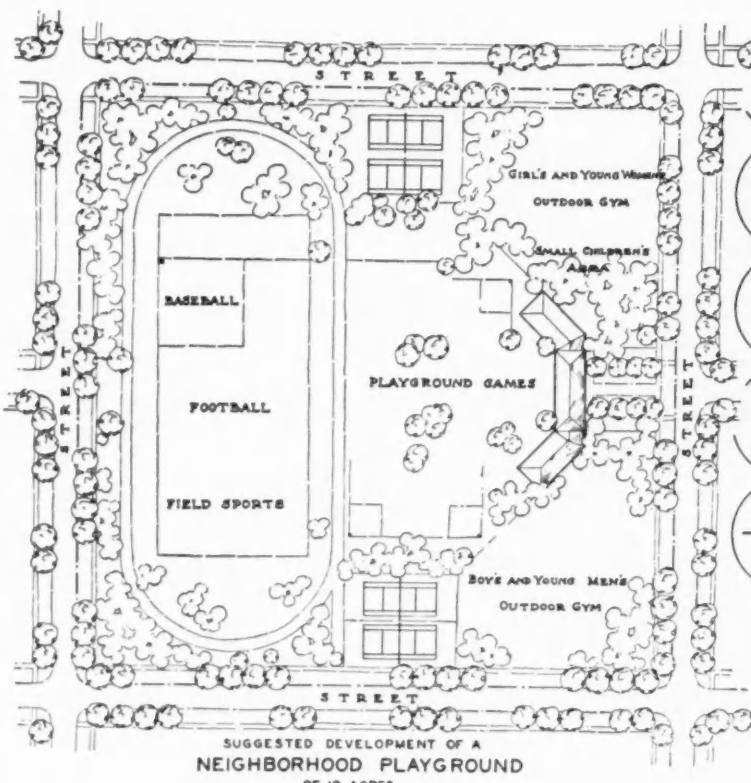 STREET
GIRL'S AND YOUNG WOMEN'S
OUTDOOR GYM
SMALL CHILDREN'S
AREA
BASEBALL
STREET
PLAYGROUND GAMES
STREET
FOOTBALL
FIELD SPORTS
BOY'S AND YOUNG MEN'S
OUTDOOR GYM
STREET
SUGGESTED DEVELOPMENT OF A
NEIGHBORHOOD PLAYGROUND